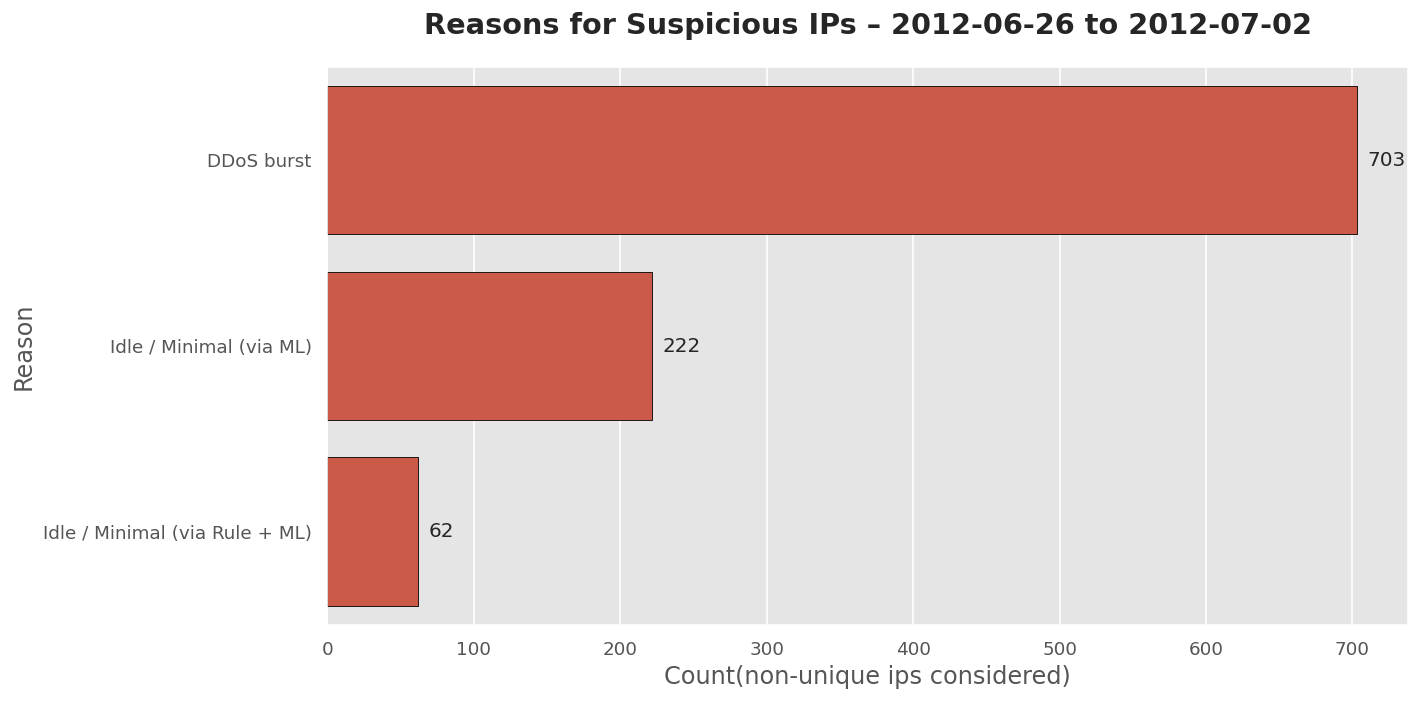 Reasons for Suspicious IPs – 2012-06-26 to 2012-07-02
DDoS burst
703
Idle / Minimal (via ML)
222
Reason
Idle / Minimal (via Rule + ML)
62
0 100 200 300 400 500 600 700
Count(non-unique ips considered)